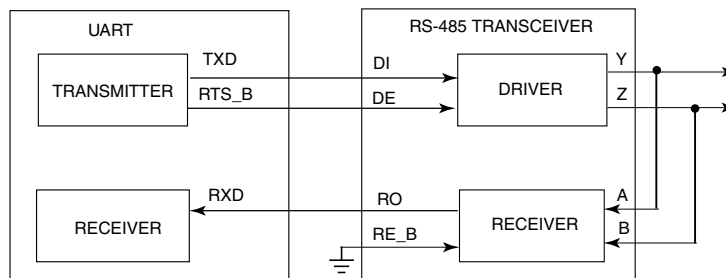 UART
RS-485 TRANSCEIVER
TXD
DI
Y
TRANSMITTER
DRIVER
RTS_B
DE
Z
RXD
RO
A
RECEIVER
RECEIVER
B
RE_B